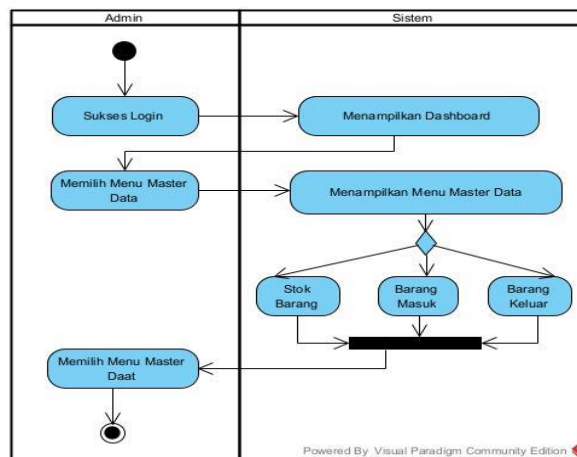 Admin
Sistem
Sukses Login
Menampilkan Dashboard
Memilih Menu Master
Data
Menampilkan Menu Master Data
Stok
Barang
Barang
Masuk
Barang
Keluar
Memilih Menu Master
Daat
Powered By Visual Paradigm Community Edition